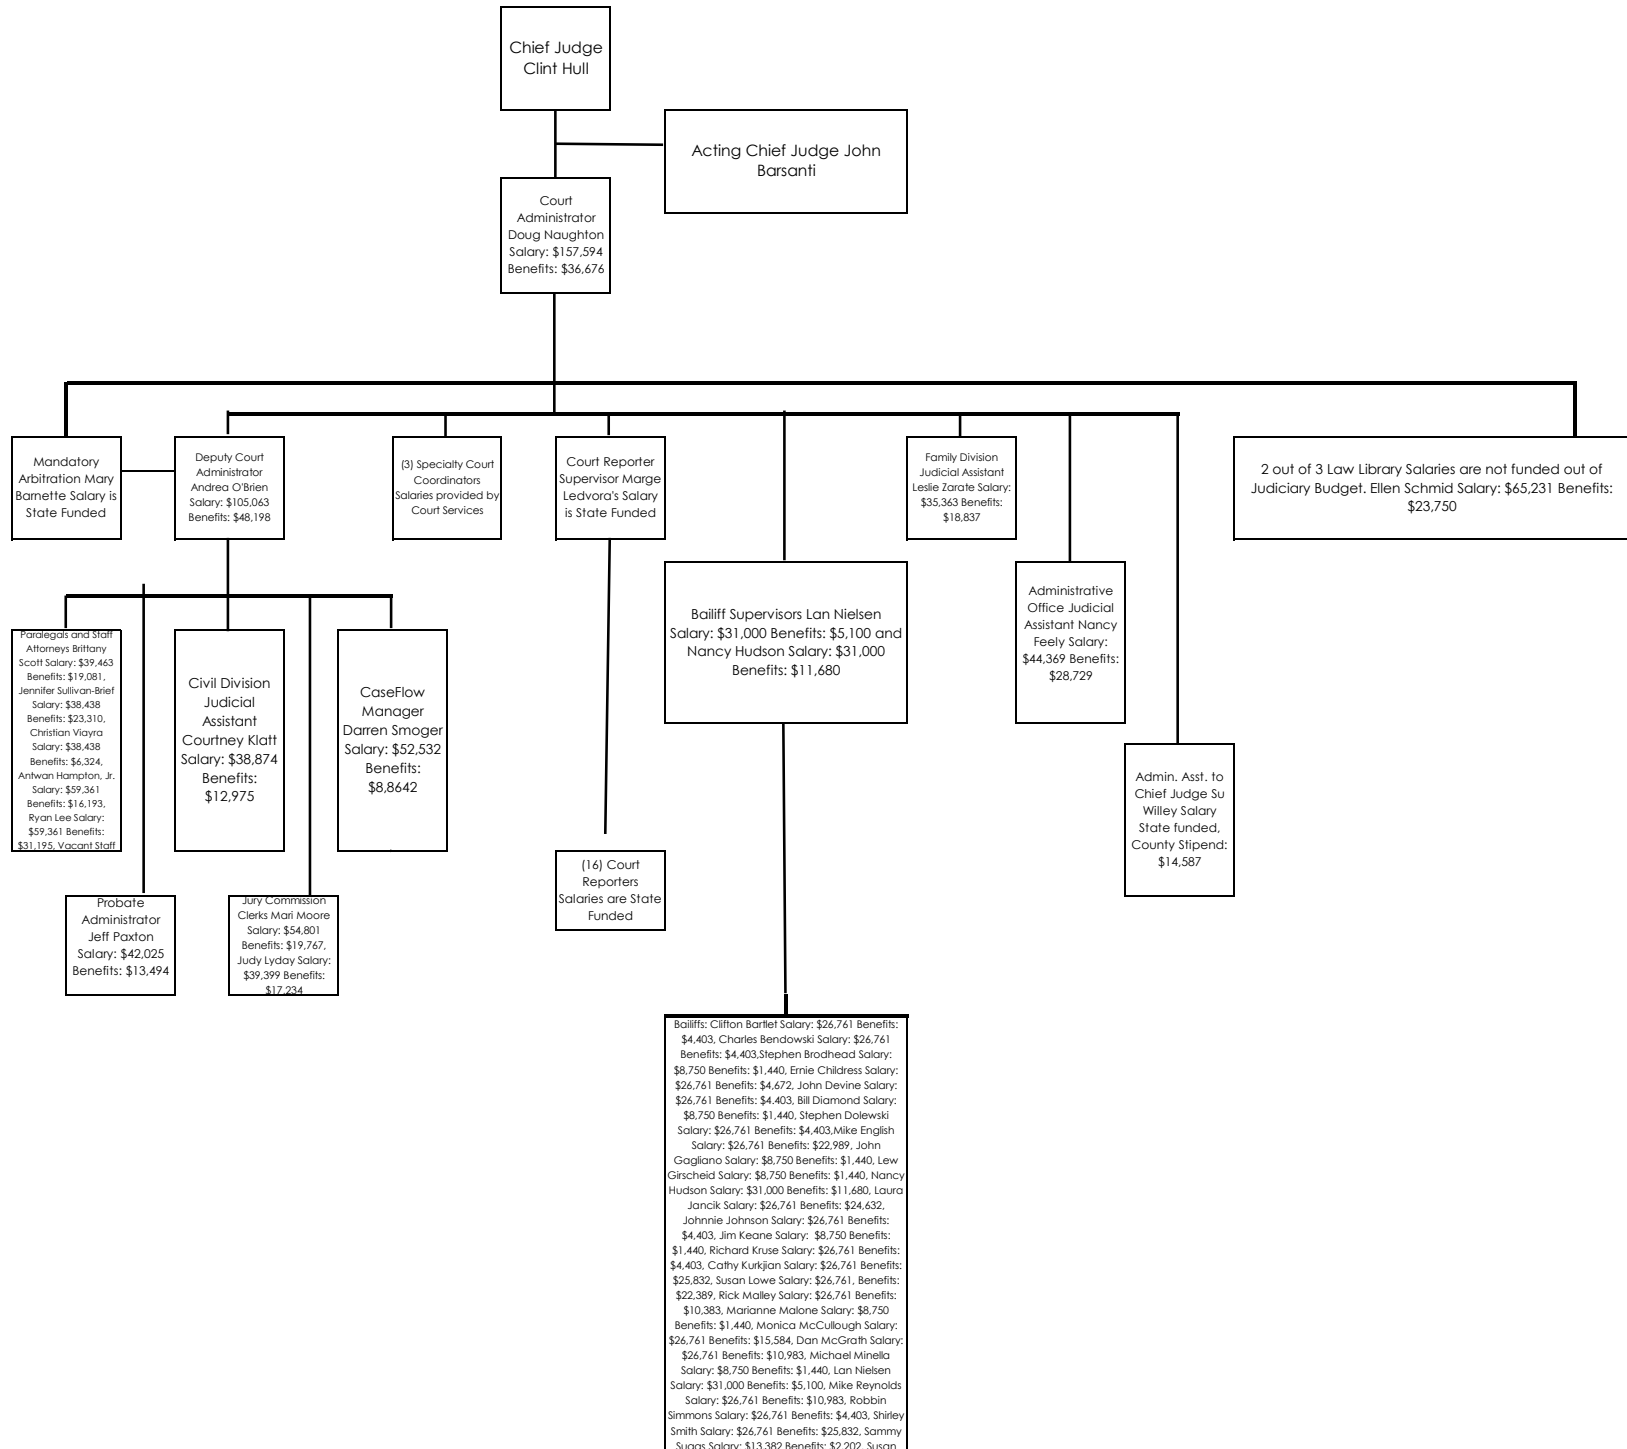 Chief Judge
Clint Hull
Acting Chief Judge John
Barsanti
Court
Administrator
Doug Naughton
Salary: $157,594
Benefits: $36,676
Mandatory
Arbitration Mary
Barnette Salary is
State Funded
Deputy Court
Administrator
Andrea O'Brien
Salary: $105,063
Benefits: $48,198
(3) Specialty Court
Coordinators
Salaries provided by
Court Services
Court Reporter
Supervisor Marge
Ledvora's Salary
is State Funded
Family Division
Judicial Assistant
Leslie Zarate Salary:
$35,363 Benefits:
$18,837
2 out of 3 Law Library Salaries are not funded out of
Judiciary Budget. Ellen Schmid Salary: $65,231 Benefits:
$23,750
Bailiff Supervisors Lan Nielsen
Salary: $31,000 Benefits: $5,100 and
Nancy Hudson Salary: $31,000
Benefits: $11,680
Administrative
Office Judicial
Assistant Nancy
Feely Salary:
$44,369 Benefits:
$28,729
Paralegals and Staff
Attorneys Brittany
Scott Salary: $39,463
Benefits: $19,081,
Jennifer Sullivan-Brief
Salary: $38,438
Benefits: $23,310,
Christian Viayra
Salary: $38,438
Benefits: $6,324,
Antwan Hampton, Jr.
Salary: $59,361
Benefits: $16,193,
Ryan Lee Salary:
$59,361 Benefits:
$31,195, Vacant Staff
Civil Division
Judicial
Assistant
Courtney Klatt
Salary: $38,874
Benefits:
$12,975
CaseFlow
Manager
Darren Smoger
Salary: $52,532
Benefits:
$8,8642
Admin. Asst. to
Chief Judge Su
Willey Salary
State funded,
County Stipend:
$14,587
(16) Court
Reporters
Salaries are State
Funded
Probate
Administrator
Jeff Paxton
Salary: $42,025
Benefits: $13,494
Jury Commission
Clerks Mari Moore
Salary: $54,801
Benefits: $19,767,
Judy Lyday Salary:
$39,399 Benefits:
$17,234
Bailiffs: Clifton Bartlet Salary: $26,761 Benefits:
$4,403, Charles Bendowski Salary: $26,761
Benefits: $4,403,Stephen Brodhead Salary:
$8,750 Benefits: $1,440, Ernie Childress Salary:
$26,761 Benefits: $4,672, John Devine Salary:
$26,761 Benefits: $4.403, Bill Diamond Salary:
$8,750 Benefits: $1,440, Stephen Dolewski
Salary: $26,761 Benefits: $4,403,Mike English
Salary: $26,761 Benefits: $22,989, John
Gagliano Salary: $8,750 Benefits: $1,440, Lew
Girscheid Salary: $8,750 Benefits: $1,440, Nancy
Hudson Salary: $31,000 Benefits: $11,680, Laura
Jancik Salary: $26,761 Benefits: $24,632,
Johnnie Johnson Salary: $26,761 Benefits:
$4,403, Jim Keane Salary: $8,750 Benefits:
$1,440, Richard Kruse Salary: $26,761 Benefits:
$4,403, Cathy Kurkjian Salary: $26,761 Benefits:
$25,832, Susan Lowe Salary: $26,761, Benefits:
$22,389, Rick Malley Salary: $26,761 Benefits:
$10,383, Marianne Malone Salary: $8,750
Benefits: $1,440, Monica McCullough Salary:
$26,761 Benefits: $15,584, Dan McGrath Salary:
$26,761 Benefits: $10,983, Michael Minella
Salary: $8,750 Benefits: $1,440, Lan Nielsen
Salary: $31,000 Benefits: $5,100, Mike Reynolds
Salary: $26,761 Benefits: $10,983, Robbin
Simmons Salary: $26,761 Benefits: $4,403, Shirley
Smith Salary: $26,761 Benefits: $25,832, Sammy
Suggs Salary: $13,382 Benefits: $2,202, Susan